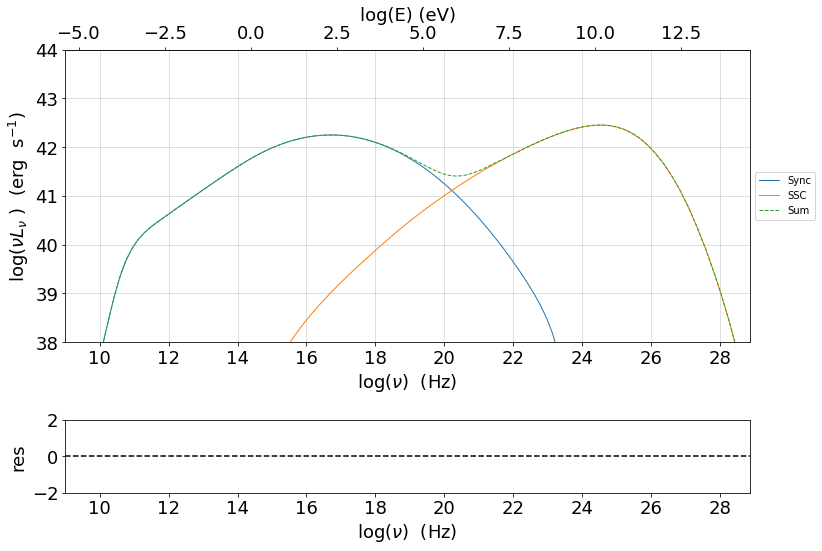 log(E) (eV)
−5.0 −2.5 0.0 2.5 5.0 7.5 10.0 12.5
44
43
42
41
40
39
38
log(νL_ν ) (erg s⁻¹)
Sync
SSC
Sum
10 12 14 16 18 20 22 24 26 28
log(ν) (Hz)
2
0
−2
res
10 12 14 16 18 20 22 24 26 28
log(ν) (Hz)